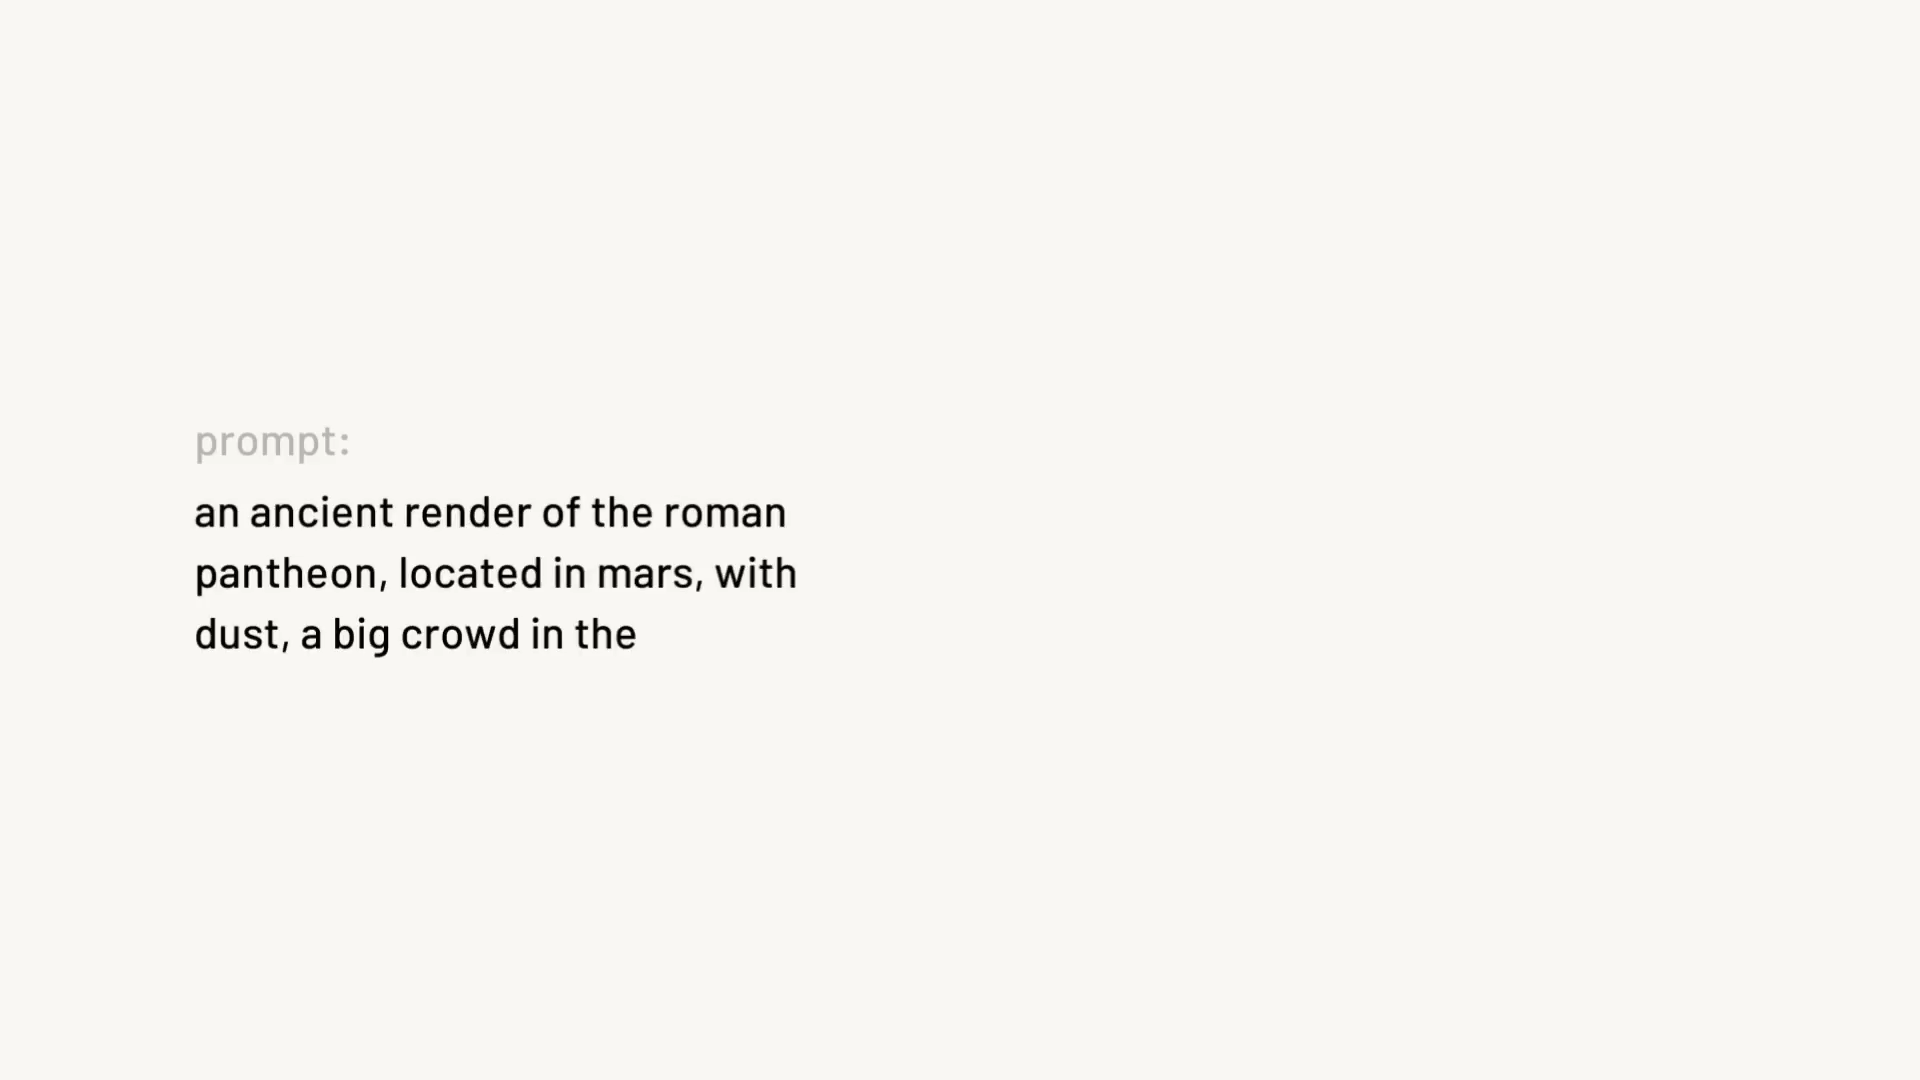 prompt:
an ancient render of the roman
pantheon, located in mars, with
dust, a big crowd in the